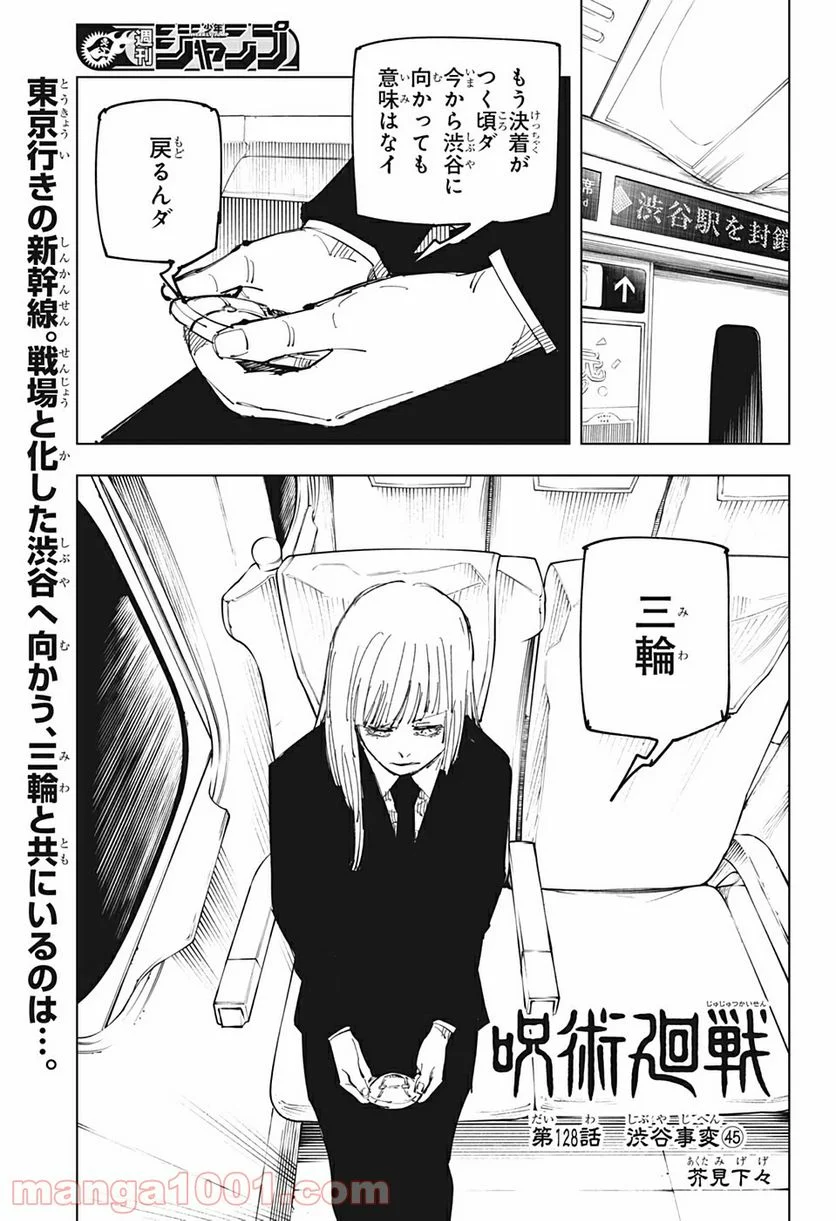 週刊少年ジャンプ
席
渋谷駅を封鎖
もう決着が
つく頃ダ
今から渋谷に
向かっても
意味はなイ
戻るんダ
三輪
東京行きの新幹線。戦場と化した渋谷へ向かう、三輪と共にいるのは…。
呪術廻戦
第128話 渋谷事変㊺
芥見下々
manga1001.com